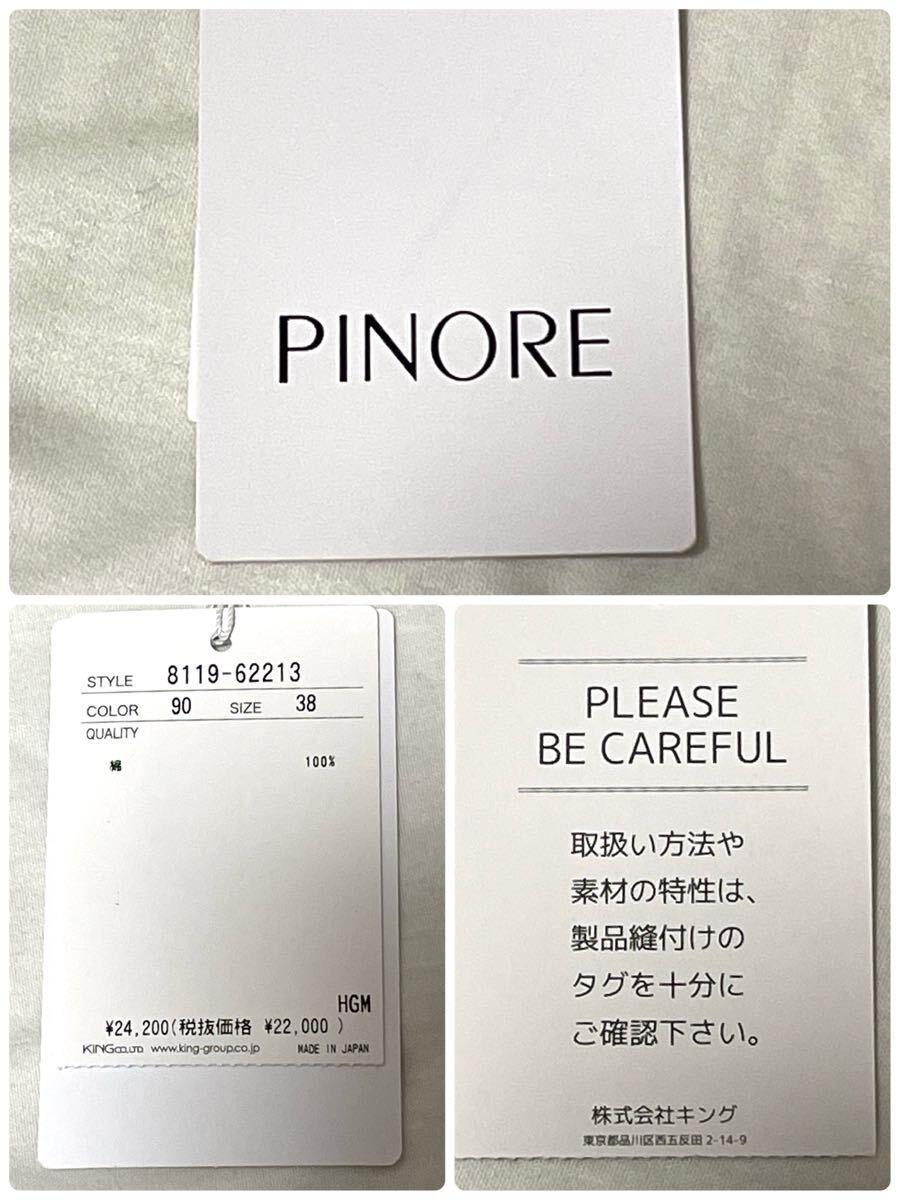 PINORE
STYLE 8119-62213
COLOR 90 SIZE 38
QUALITY
綿 100%
HGM
¥24,200(税抜価格 ¥22,000 )
KING CO.,LTD. www.king-group.co.jp MADE IN JAPAN
PLEASE
BE CAREFUL
取扱い方法や
素材の特性は、
製品縫付けの
タグを十分に
ご確認下さい。
株式会社キング
東京都品川区西五反田 2-14-9